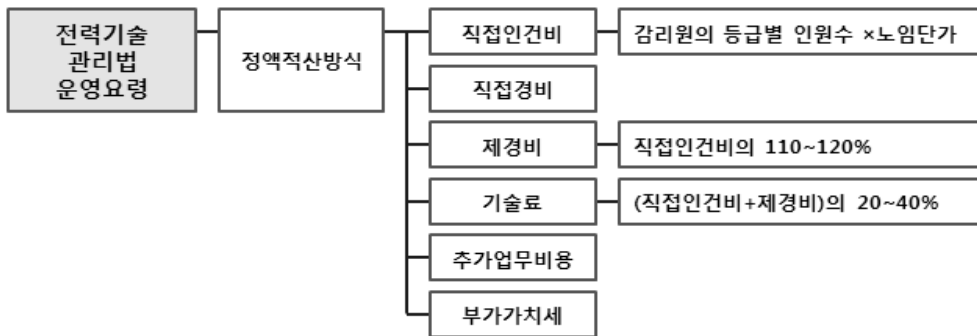 전력기술
관리법
운영요령
정액적산방식
직접인건비
감리원의 등급별 인원수 ×노임단가
직접경비
제경비
직접인건비의 110~120%
기술료
(직접인건비+제경비)의 20~40%
추가업무비용
부가가치세